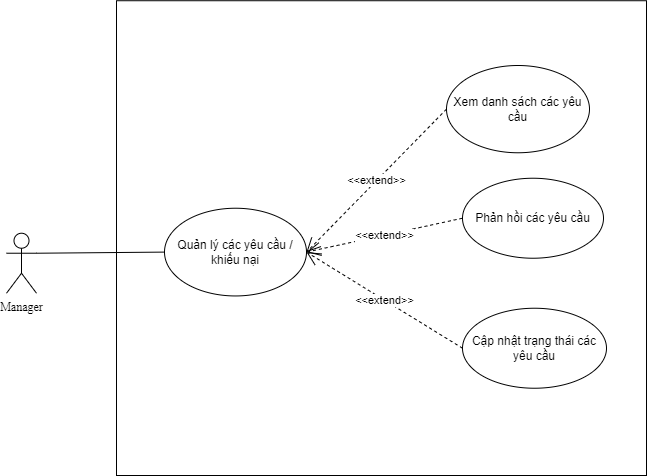 Xem danh sách các yêu
cầu
<<extend>>
Phản hồi các yêu cầu
<<extend>>
Quản lý các yêu cầu /
khiếu nại
Manager
<<extend>>
Cập nhật trạng thái các
yêu cầu